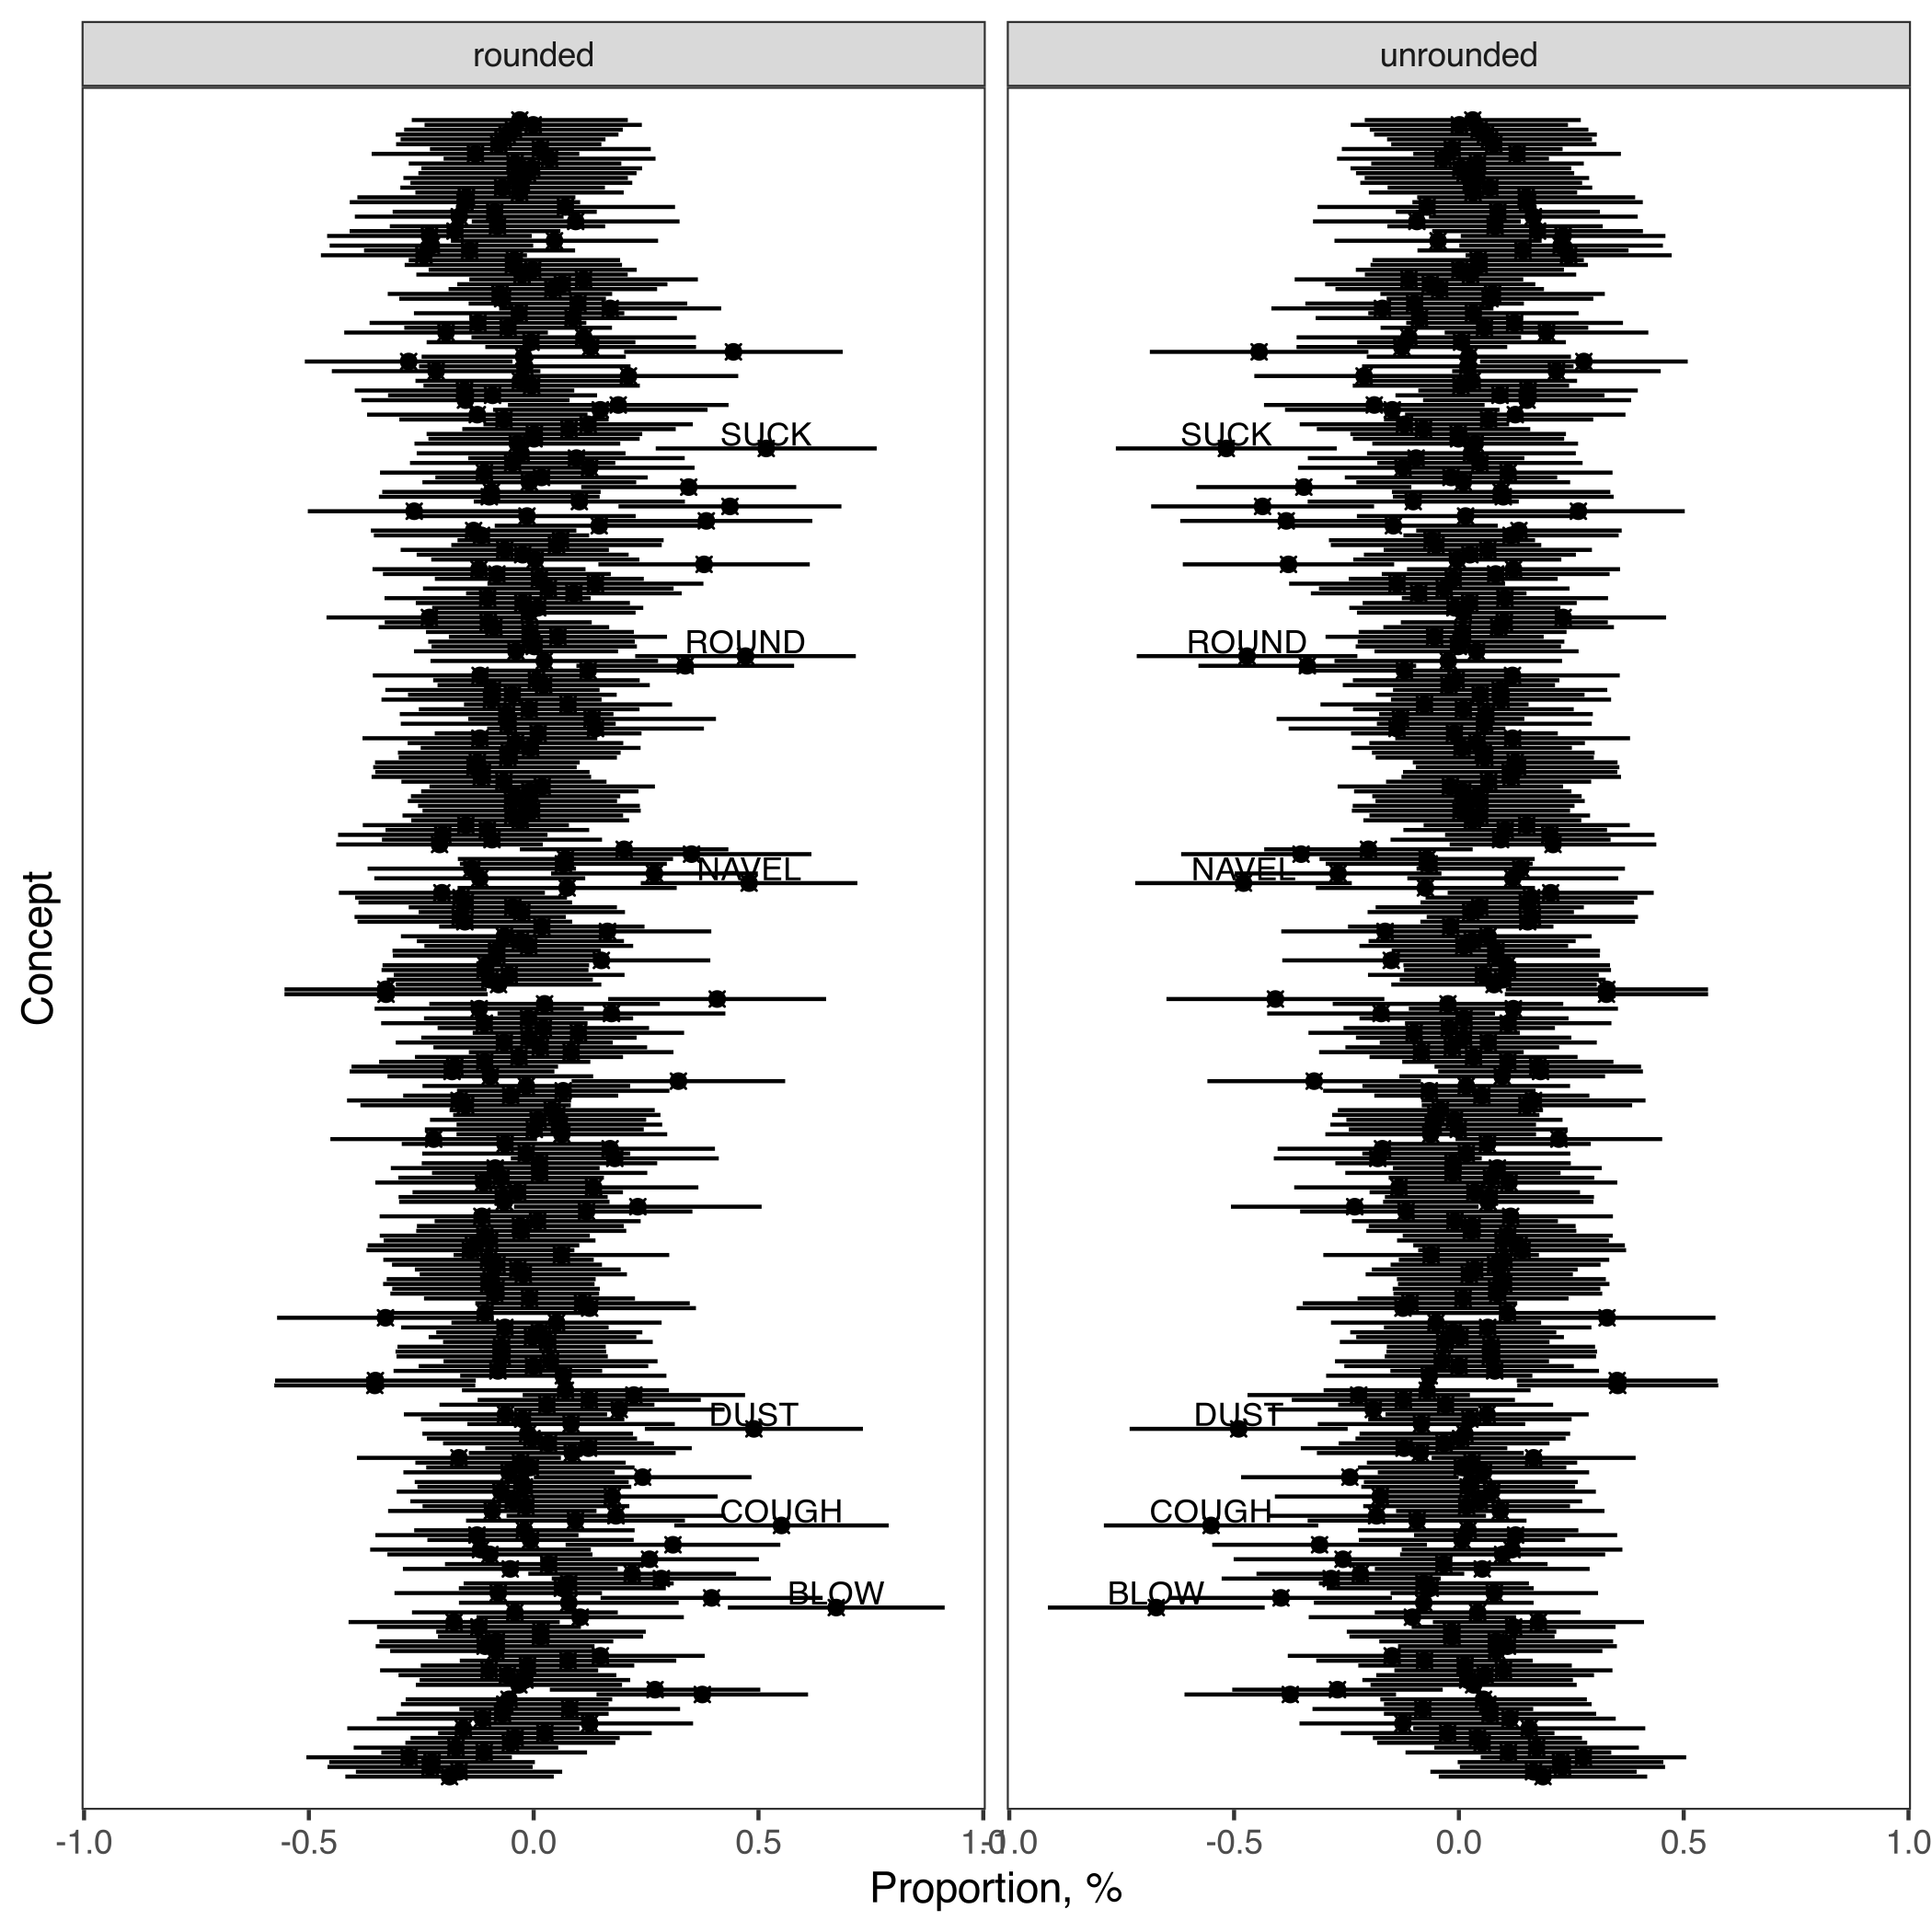 rounded
unrounded
SUCK
SUCK
ROUND
ROUND
NAVEL
NAVEL
DUST
DUST
COUGH
COUGH
BLOW
BLOW
Concept
-1.0 -0.5 0.0 0.5 1.0
-1.0 -0.5 0.0 0.5 1.0
Proportion, %